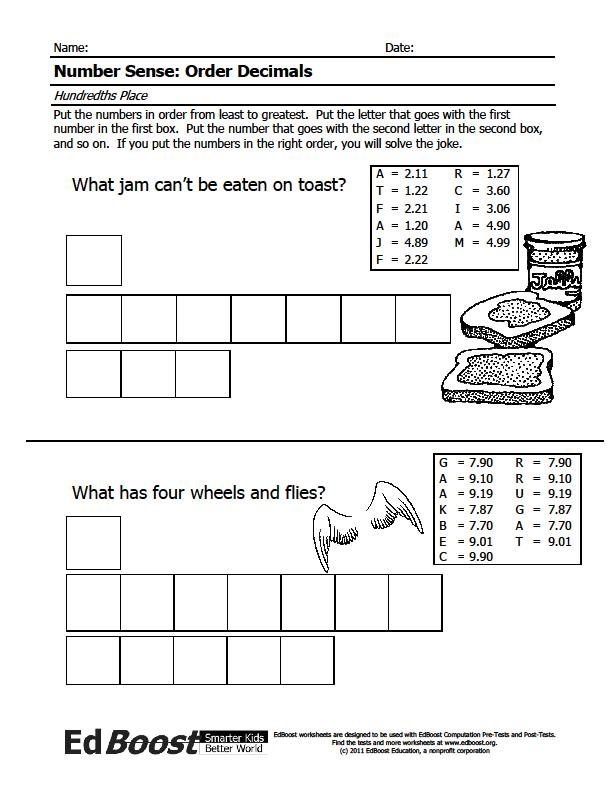 Name: Date:
Number Sense: Order Decimals
Hundredths Place
Put the numbers in order from least to greatest. Put the letter that goes with the first
number in the first box. Put the number that goes with the second letter in the second box,
and so on. If you put the numbers in the right order, you will solve the joke.
What jam can't be eaten on toast?
A = 2.11 R = 1.27
T = 1.22 C = 3.60
F = 2.21 I = 3.06
A = 1.20 A = 4.90
J = 4.89 M = 4.99
F = 2.22
Jam
What has four wheels and flies?
G = 7.90 R = 7.90
A = 9.10 R = 9.10
A = 9.19 U = 9.19
K = 7.87 G = 7.87
B = 7.70 A = 7.70
E = 9.01 T = 9.01
C = 9.90
EdBoost Smarter Kids
Better World
EdBoost worksheets are designed to be used with EdBoost Computation Pre-Tests and Post-Tests.
Find the tests and more worksheets at www.edboost.org.
(c) 2011 EdBoost Education, a nonprofit corporation